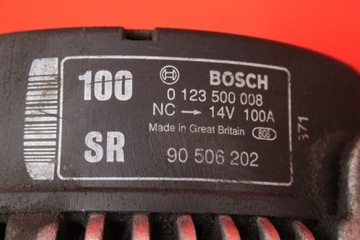 100
SR
BOSCH
0 123 500 008
NC → 14V 100A
Made in Great Britain
90 506 202